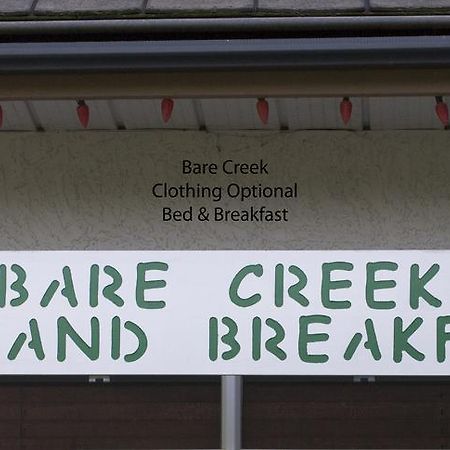 Bare Creek
Clothing Optional
Bed & Breakfast
BARE CREEK
AND BREAKF